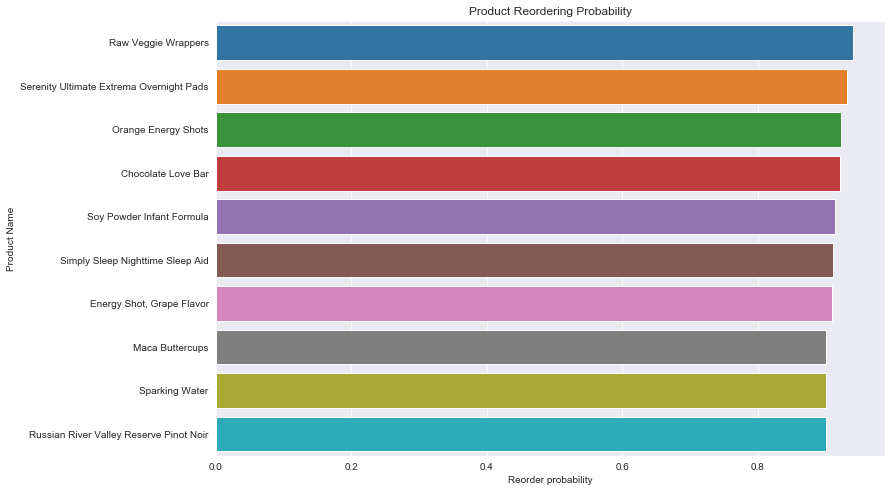 Product Reordering Probability
Product Name
Raw Veggie Wrappers
Serenity Ultimate Extrema Overnight Pads
Orange Energy Shots
Chocolate Love Bar
Soy Powder Infant Formula
Simply Sleep Nighttime Sleep Aid
Energy Shot, Grape Flavor
Maca Buttercups
Sparking Water
Russian River Valley Reserve Pinot Noir
0.0 0.2 0.4 0.6 0.8
Reorder probability